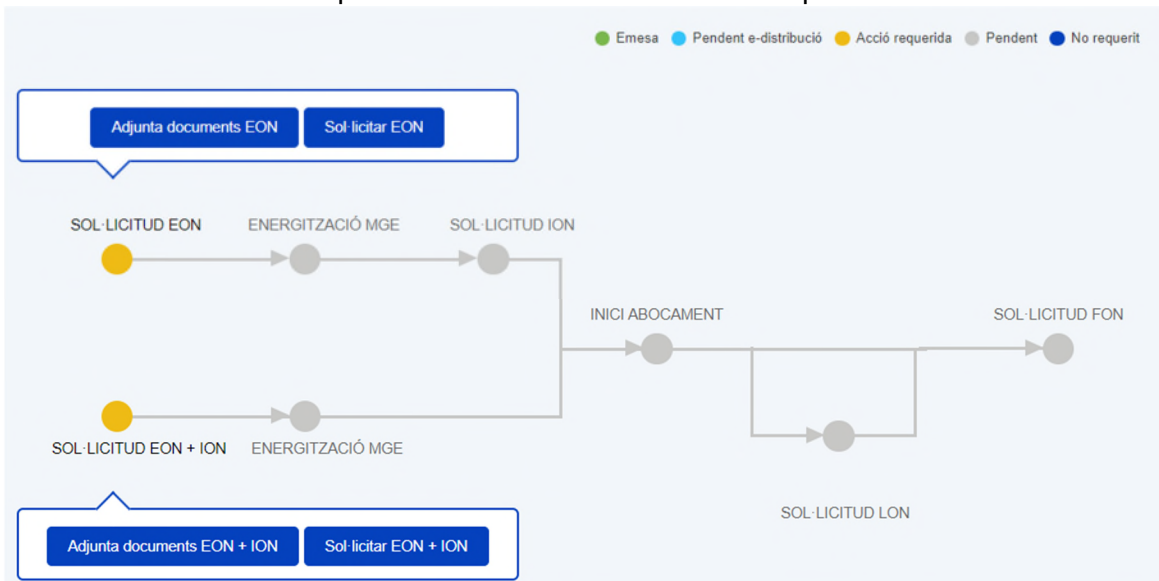 Emesa Pendent e-distribució Acció requerida Pendent No requerit
Adjunta documents EON Sol·licitar EON
SOL·LICITUD EON ENERGITZACIÓ MGE SOL·LICITUD ION
INICI ABOCAMENT SOL·LICITUD FON
SOL·LICITUD EON + ION ENERGITZACIÓ MGE
SOL·LICITUD LON
Adjunta documents EON + ION Sol·licitar EON + ION